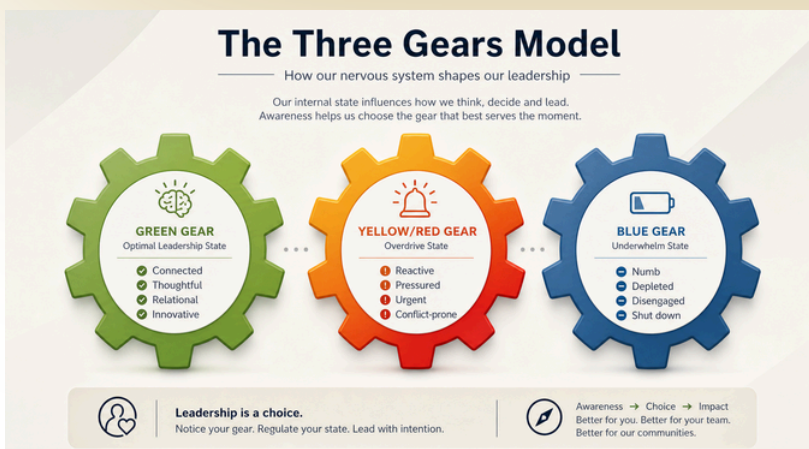 The Three Gears Model
How our nervous system shapes our leadership
Our internal state influences how we think, decide and lead.
Awareness helps us choose the gear that best serves the moment.
GREEN GEAR
Optimal Leadership State
Connected
Thoughtful
Relational
Innovative
YELLOW/RED GEAR
Overdrive State
Reactive
Pressured
Urgent
Conflict-prone
BLUE GEAR
Underwhelm State
Numb
Depleted
Disengaged
Shut down
Leadership is a choice.
Notice your gear. Regulate your state. Lead with intention.
Awareness → Choice → Impact
Better for you. Better for your team.
Better for our communities.